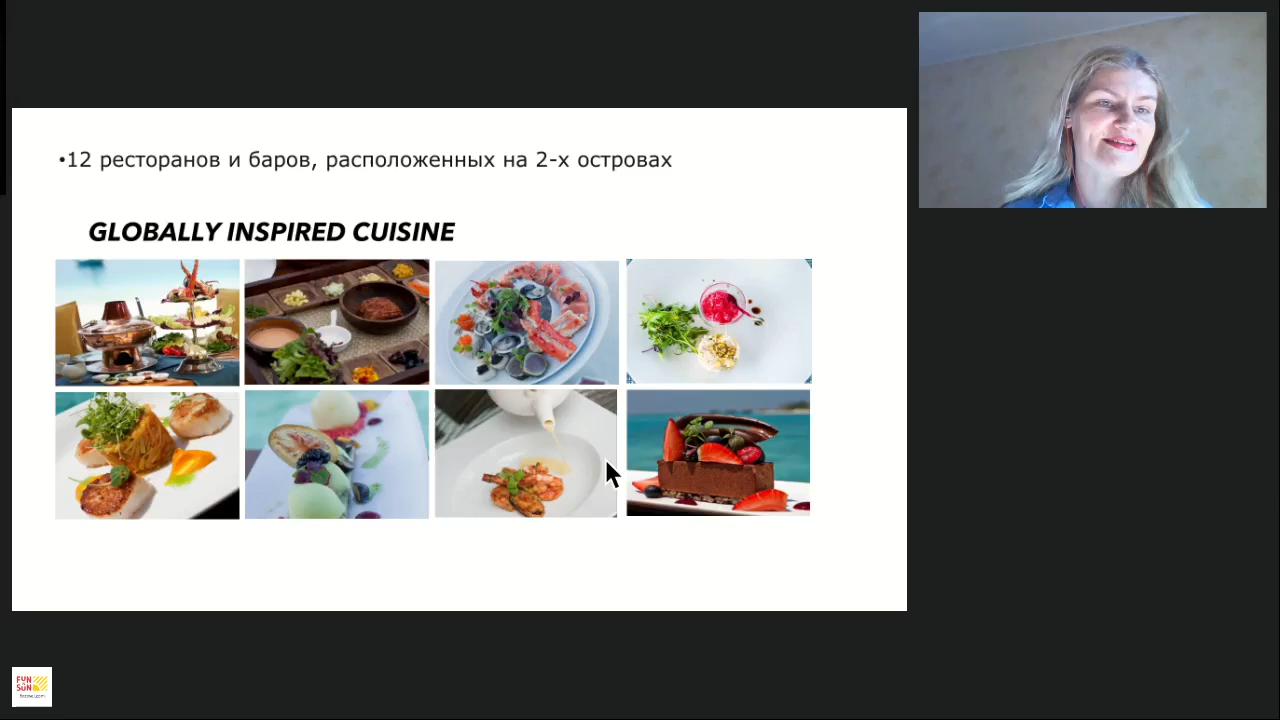 •12 ресторанов и баров, расположенных на 2-х островах
GLOBALLY INSPIRED CUISINE
FUN
SUN